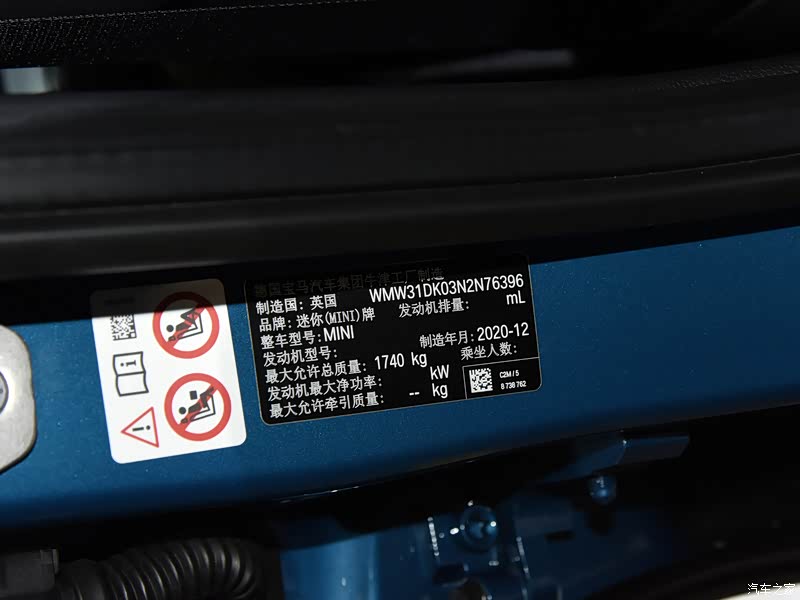 德国宝马汽车集团牛津工厂制造
制造国: 英国 WMW31DK03N2N76396
品牌: 迷你(MINI)牌 发动机排量: mL
整车型号: MINI
发动机型号: 制造年月: 2020-12
最大允许总质量: 1740 kg 乘坐人数:
发动机最大净功率: kW
最大允许牵引质量: -- kg
C2M / 5
8 738 762
汽车之家